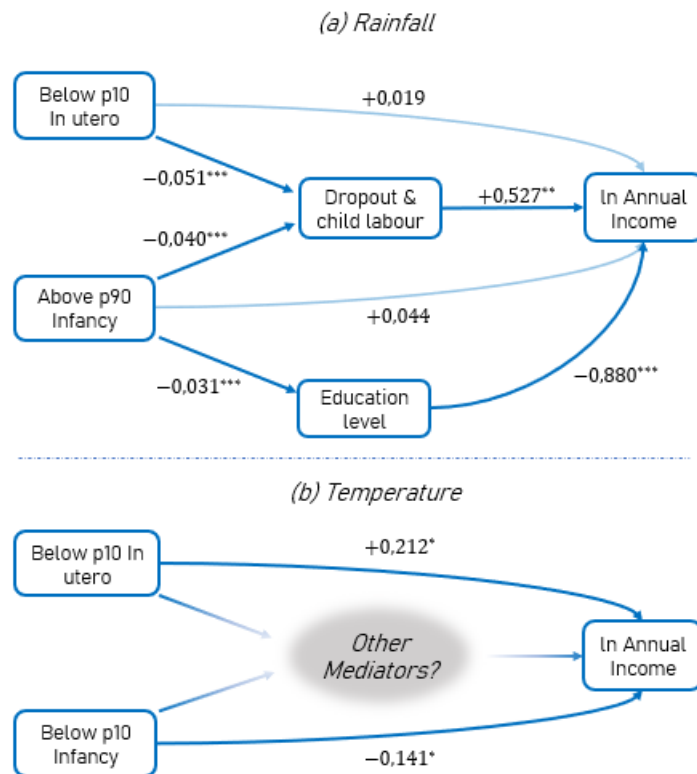 (a) Rainfall
Below p10
In utero
+0,019
−0,051***
Dropout &
child labour
+0,527**
ln Annual
Income
−0,040***
Above p90
Infancy
+0,044
−0,031***
Education
level
−0,880***
(b) Temperature
Below p10 In
utero
+0,212*
Other
Mediators?
ln Annual
Income
Below p10
Infancy
−0,141*